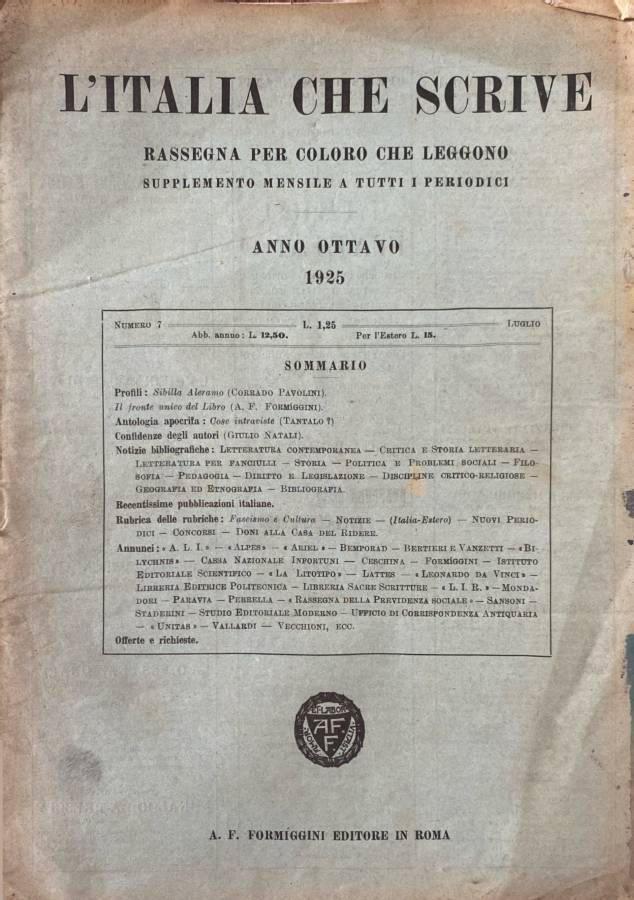 L'ITALIA CHE SCRIVE
RASSEGNA PER COLORO CHE LEGGONO
SUPPLEMENTO MENSILE A TUTTI I PERIODICI
ANNO OTTAVO
1925
NUMERO 7 L. 1,25 LUGLIO
Abb. annuo: L. 12,50. Per l'Estero L. 15.
SOMMARIO
Profili: Sibilla Aleramo (CORRADO PAVOLINI).
Il fronte unico del Libro (A. F. FORMÍGGINI).
Antologia apocrifa: Cose intraviste (TANTALO?)
Confidenze degli autori (GIULIO NATALI).
Notizie bibliografiche: LETTERATURA CONTEMPORANEA — CRITICA E STORIA LETTERARIA —
LETTERATURA PER FANCIULLI — STORIA — POLITICA E PROBLEMI SOCIALI — FILO-
SOFIA — PEDAGOGIA — DIRITTO E LEGISLAZIONE — DISCIPLINE CRITICO-RELIGIOSE —
GEOGRAFIA ED ETNOGRAFIA — BIBLIOGRAFIA.
Recentissime pubblicazioni italiane.
Rubrica delle rubriche: Fascismo e Cultura — NOTIZIE — (Italia-Estero) — NUOVI PERIO-
DICI — CONCORSI — DONI ALLA CASA DEL RIDERE.
Annunci: « A. L. I. » — « ALPES » — « ARIEL » — BEMPORAD — BERTIERI E VANZETTI — « BI-
LYCHNIS » — CASSA NAZIONALE INFORTUNI — CESCHINA — FORMÍGGINI — ISTITUTO
EDITORIALE SCIENTIFICO — « LA LITOTIPO » — LATTES — « LEONARDO DA VINCI » —
LIBRERIA EDITRICE POLITECNICA — LIBRERIA SACRE SCRITTURE — « L. I. R. » — MONDA-
DORI — PARAVIA — PERRELLA — « RASSEGNA DELLA PREVIDENZA SOCIALE » — SANSONI —
STADERINI — STUDIO EDITORIALE MODERNO — UFFICIO DI CORRISPONDENZA ANTIQUARIA
— « UNITAS » — VALLARDI — VECCHIONI, ECC.
Offerte e richieste.
AF
F
A. F. FORMÍGGINI EDITORE IN ROMA